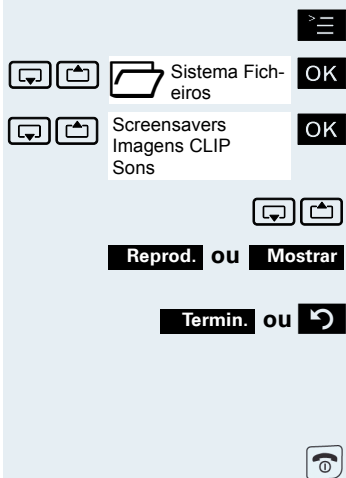 Sistema Fich-
OK
eiros
Screensavers
OK
Imagens CLIP
Sons
Reprod. ou Mostrar
Termin. ou